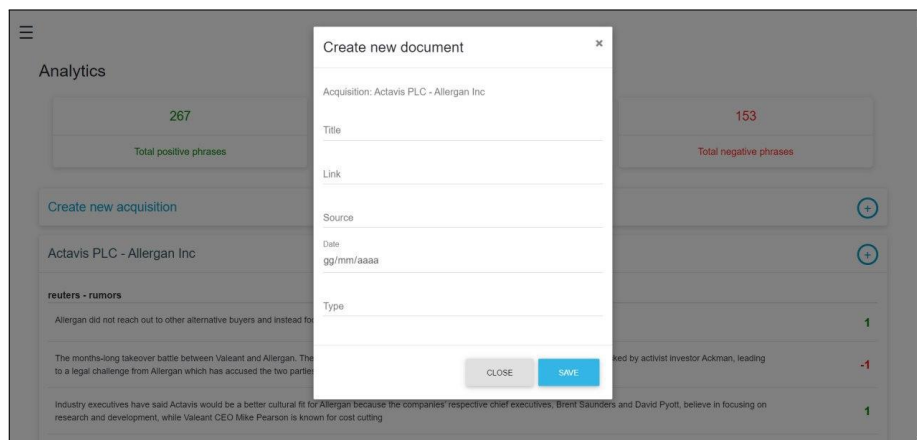 ☰
Analytics
267
Total positive phrases
153
Total negative phrases
Create new acquisition
+
Actavis PLC - Allergan Inc
+
reuters - rumors
Allergan did not reach out to other alternative buyers and instead
1
The months-long takeover battle between Valeant and Allergan. The
ked by activist investor Ackman, leading
to a legal challenge from Allergan which has accused the two parties
-1
Industry executives have said Actavis would be a better cultural fit for Allergan because the companies' respective chief executives, Brent Saunders and David Pyott, believe in focusing on
research and development, while Valeant CEO Mike Pearson is known for cost cutting
1
Create new document
×
Acquisition: Actavis PLC - Allergan Inc
Title
Link
Source
Date
gg/mm/aaaa
Type
CLOSE
SAVE